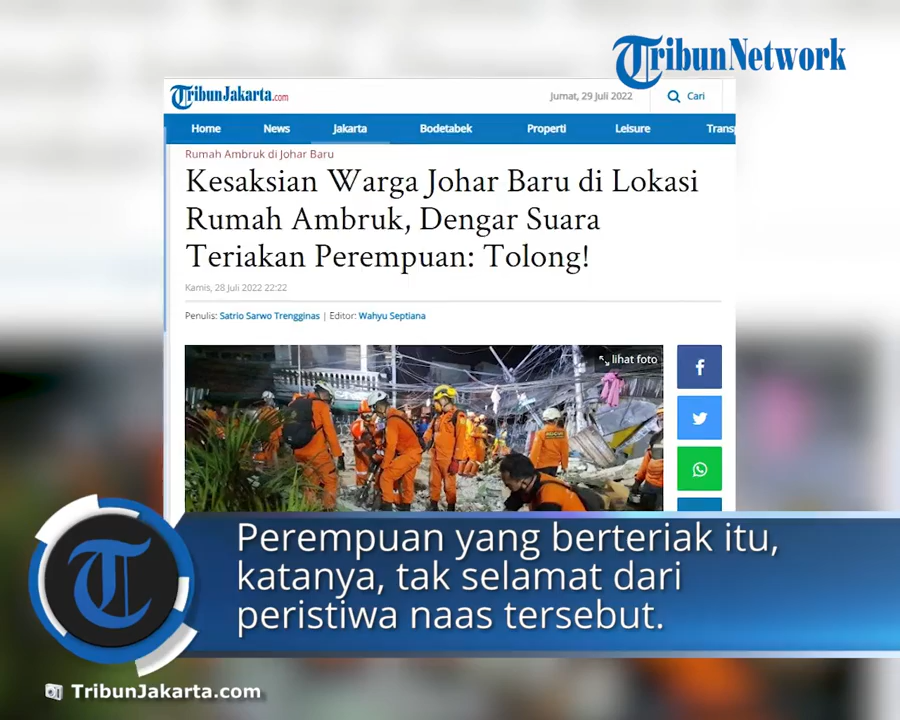 TribunNetwork
TribunJakarta.com
Jumat, 29 Juli 2022
Cari
Home News Jakarta Bodetabek Properti Leisure Transp
Rumah Ambruk di Johar Baru
Kesaksian Warga Johar Baru di Lokasi
Rumah Ambruk, Dengar Suara
Teriakan Perempuan: Tolong!
Kamis, 28 Juli 2022 22:22
Penulis: Satrio Sarwo Trengginas | Editor: Wahyu Septiana
lihat foto
Perempuan yang berteriak itu,
katanya, tak selamat dari
peristiwa naas tersebut.
TribunJakarta.com